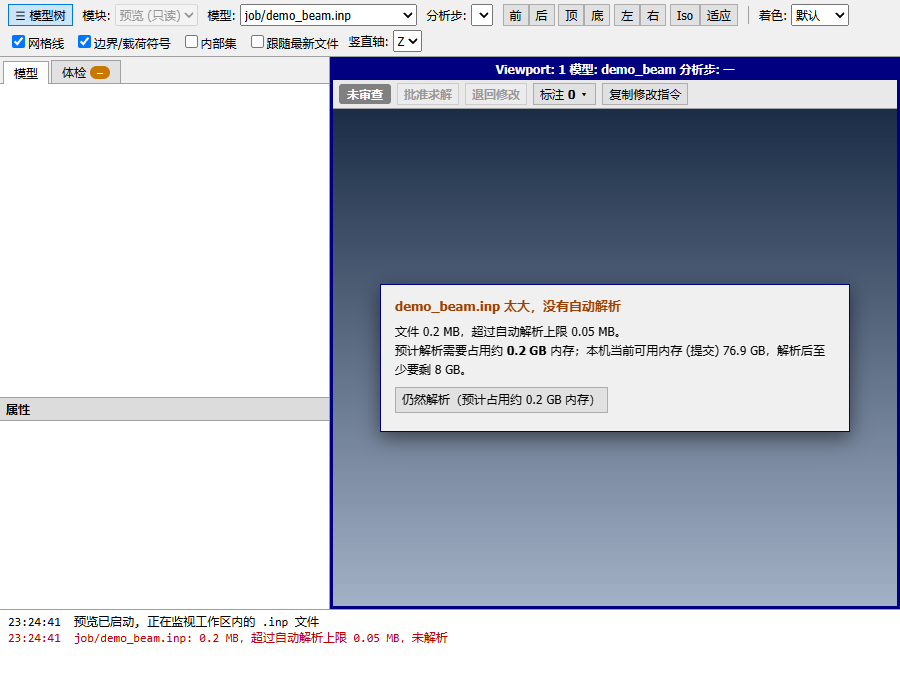 ☰ 模型树 模块: 预览 (只读) 模型: job/demo_beam.inp 分析步: 前 后 顶 底 左 右 Iso 适应 着色: 默认
网格线 边界/载荷符号 内部集 跟随最新文件 竖直轴: Z
模型 体检 –
Viewport: 1 模型: demo_beam 分析步: —
未审查 批准求解 退回修改 标注 0 · 复制修改指令
demo_beam.inp 太大，没有自动解析
文件 0.2 MB，超过自动解析上限 0.05 MB。
预计解析需要占用约 0.2 GB 内存；本机当前可用内存 (提交) 76.9 GB，解析后至
少要剩 8 GB。
仍然解析（预计占用约 0.2 GB 内存）
属性
23:24:41 预览已启动, 正在监视工作区内的 .inp 文件
23:24:41 job/demo_beam.inp: 0.2 MB，超过自动解析上限 0.05 MB，未解析